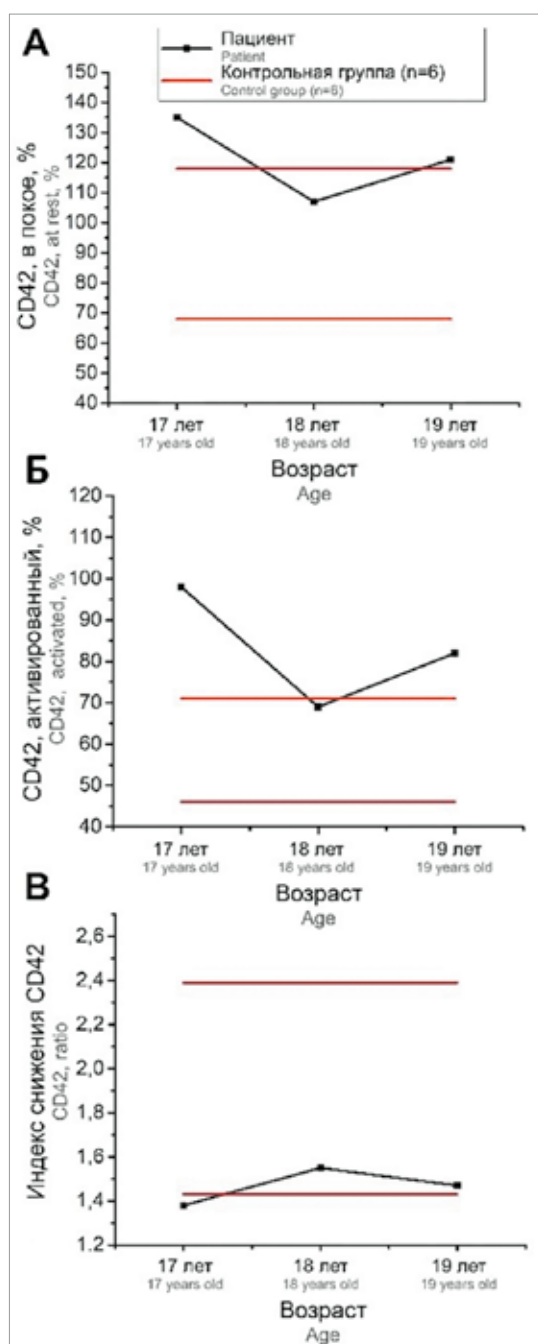 А
Пациент
Patient
Контрольная группа (n=6)
Control group (n=6)
CD42, в покое, %
CD42, at rest, %
150
140
130
120
110
100
90
80
70
60
50
40
17 лет
18 лет
19 лет
17 years old
18 years old
19 years old
Возраст
Age
Б
CD42, активированный, %
CD42, activated, %
120
110
100
90
80
70
60
50
40
17 лет
18 лет
19 лет
17 years old
18 years old
19 years old
Возраст
Age
В
Индекс снижения CD42
CD42, ratio
2,6
2,4
2,2
2,0
1,8
1,6
1,4
1.2
17 лет
18 лет
19 лет
17 years old
18 years old
19 years old
Возраст
Age